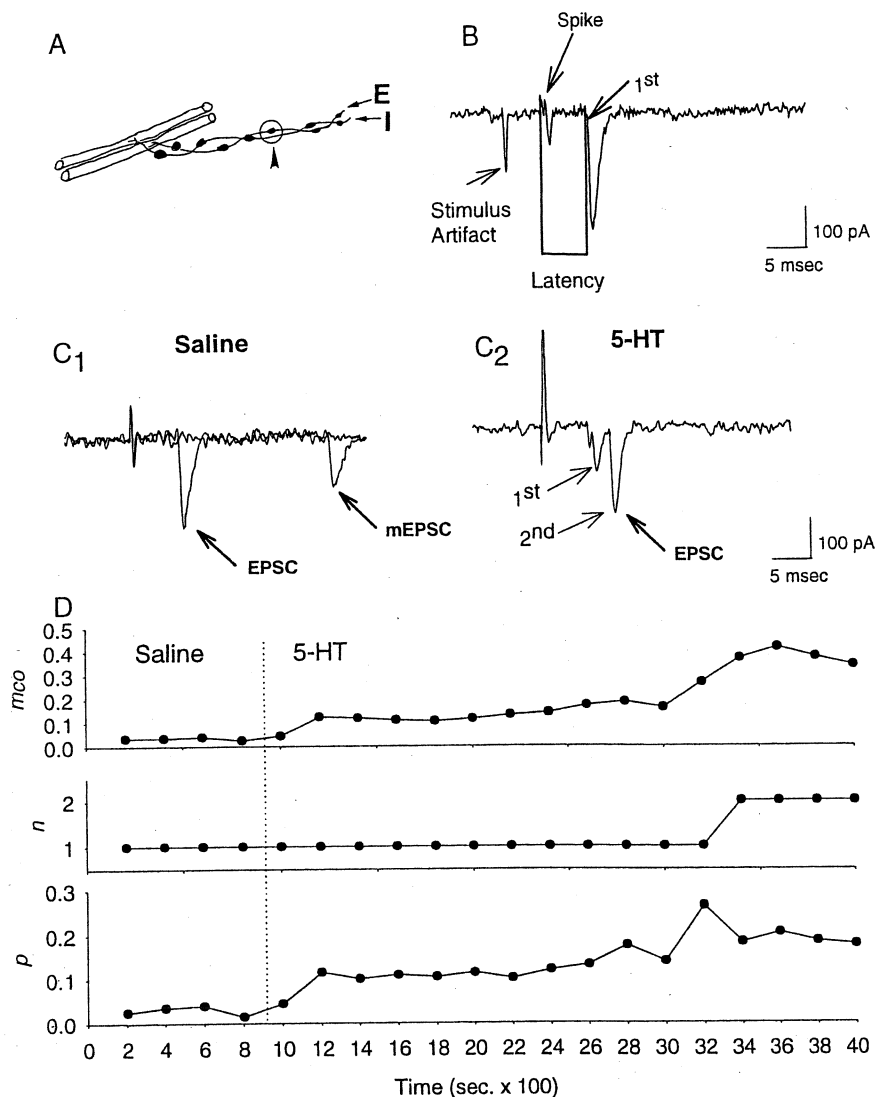 A
E
I
B
Spike
1st
Stimulus
Artifact
Latency
100 pA
5 msec
C1
Saline
EPSC
mEPSC
C2
5-HT
1st
2nd
EPSC
100 pA
5 msec
D
Saline
5-HT
mco
0.5
0.4
0.3
0.2
0.1
0.0
n
2
1
p
0.3
0.2
0.1
0.0
0 2 4 6 8 10 12 14 16 18 20 22 24 26 28 30 32 34 36 38 40
Time (sec. x 100)